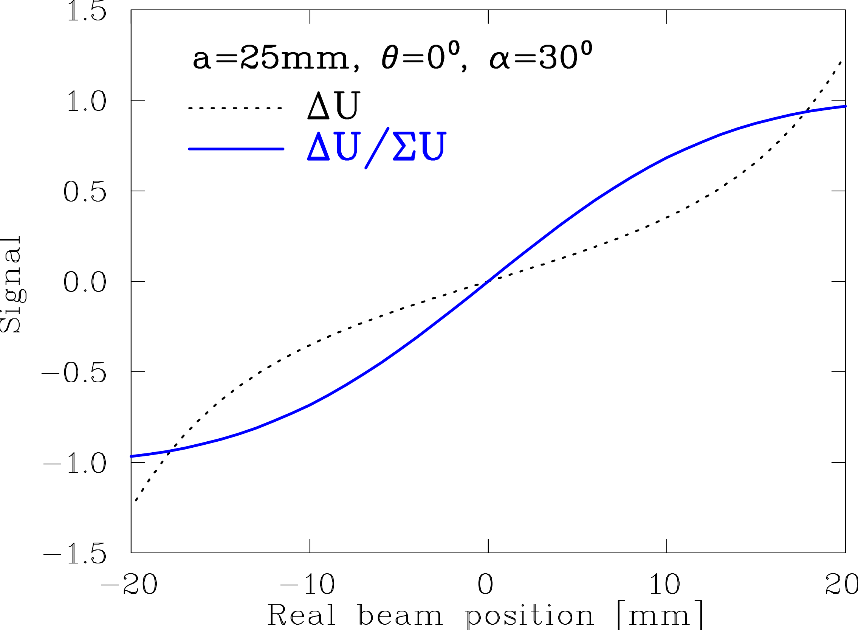 1.5
a=25mm, θ=0⁰, α=30⁰
ΔU
1.0
ΔU/ΣU
0.5
Signal
0.0
−0.5
−1.0
−1.5
−20 −10 0 10 20
Real beam position [mm]